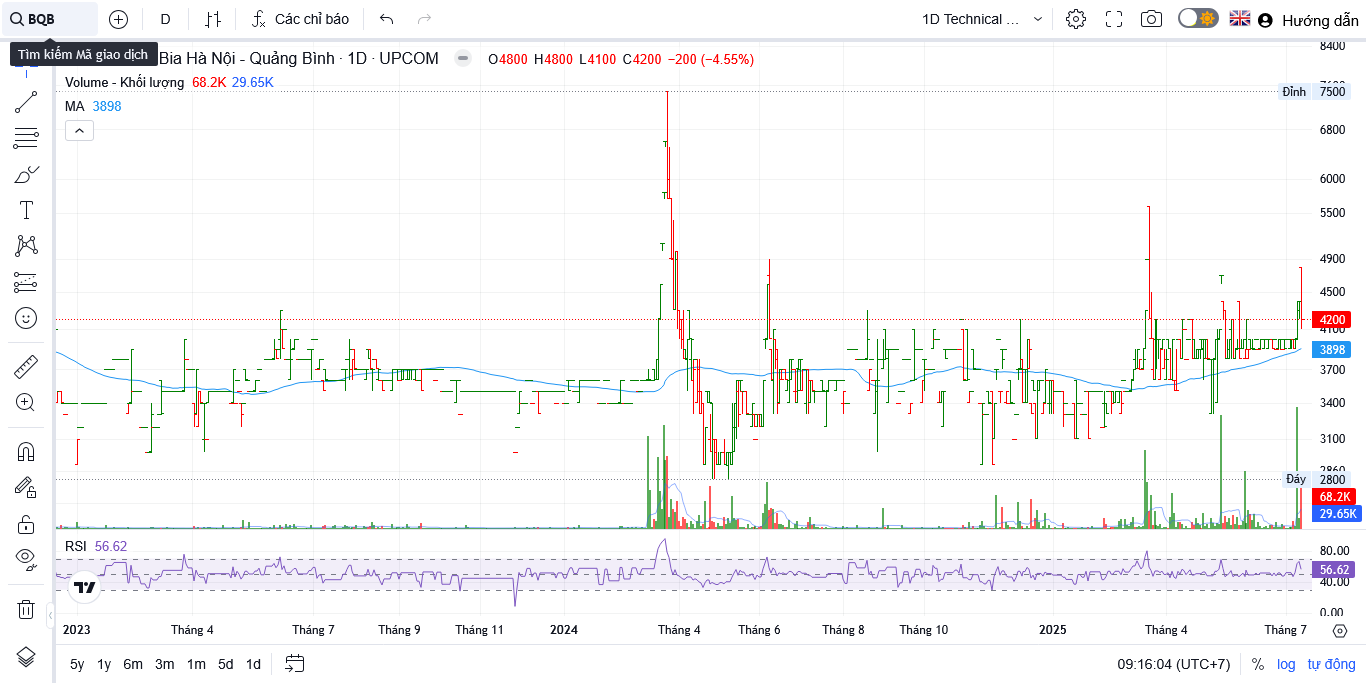 BQB
D
Các chỉ báo
1D Technical ...
Hướng dẫn
Tìm kiếm Mã giao dịch
Bia Hà Nội - Quảng Bình · 1D · UPCOM
O4800 H4800 L4100 C4200 −200 (−4.55%)
Volume - Khối lượng 68.2K 29.65K
MA 3898
8400
Đỉnh 7500
6800
6000
5500
4900
4500
4200
4100
3898
3700
3400
3100
2860
Đáy 2800
68.2K
29.65K
RSI 56.62
80.00
56.62
40.00
0.00
2023 Tháng 4 Tháng 7 Tháng 9 Tháng 11 2024 Tháng 4 Tháng 6 Tháng 8 Tháng 10 2025 Tháng 4 Tháng 7
5y 1y 6m 3m 1m 5d 1d
09:16:04 (UTC+7) % log tự động